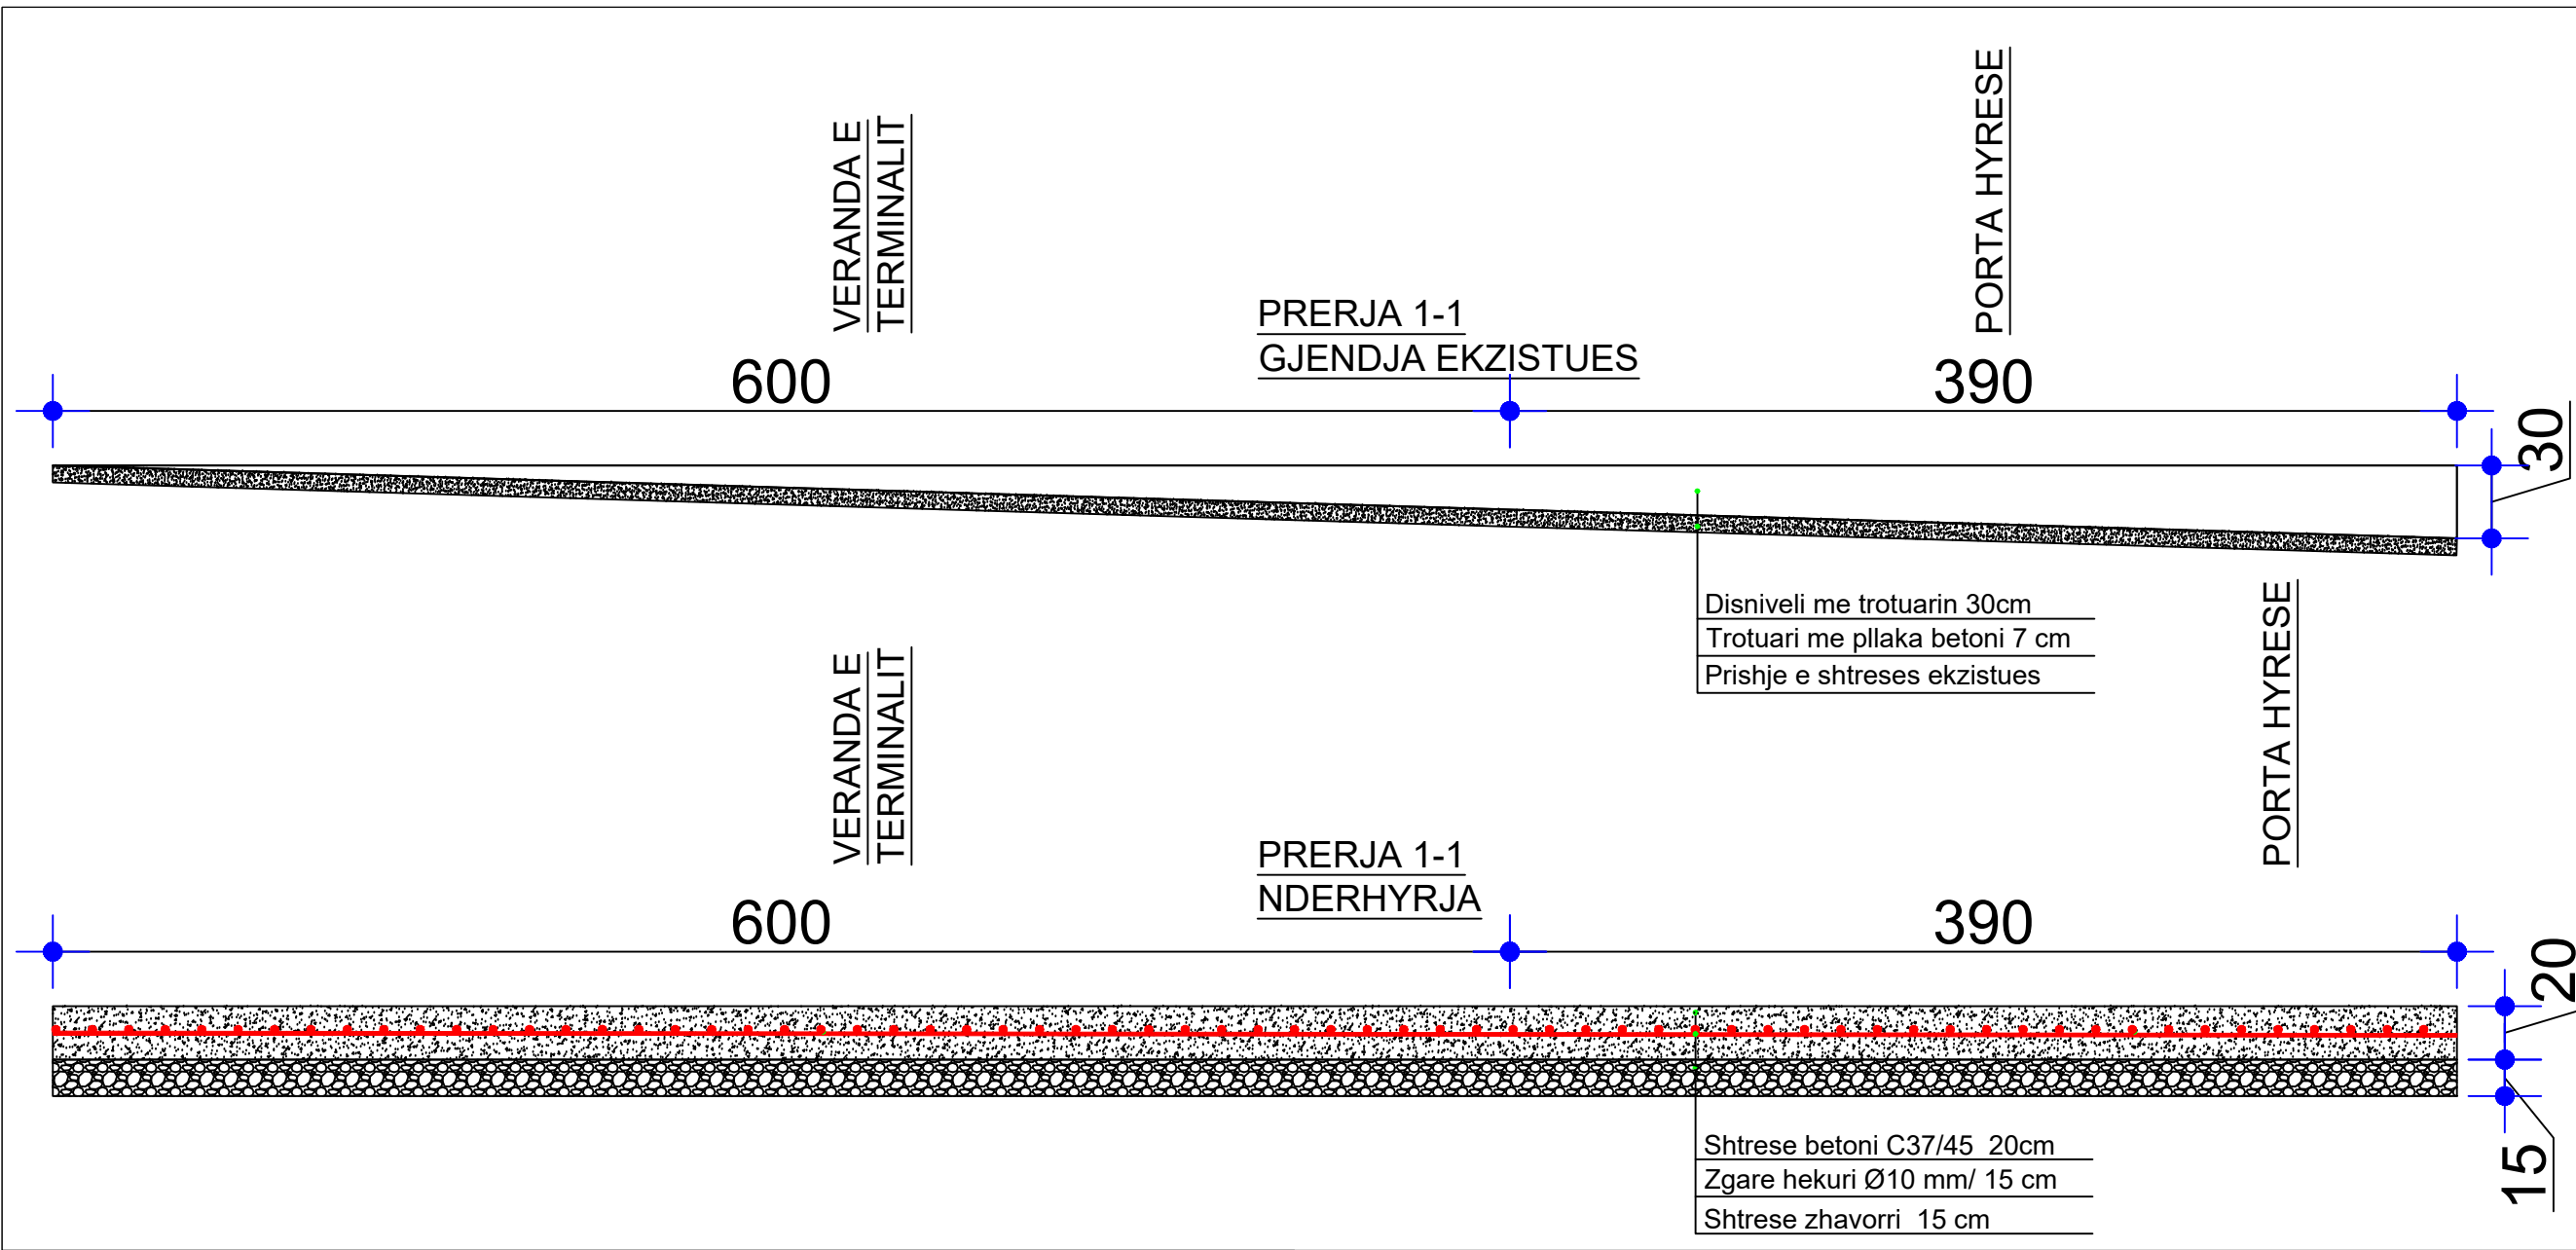 VERANDA E
TERMINALIT
PORTA HYRESE
PRERJA 1-1
GJENDJA EKZISTUES
600
390
30
Disniveli me trotuarin 30cm
Trotuari me pllaka betoni 7 cm
Prishje e shtreses ekzistues
VERANDA E
TERMINALIT
PORTA HYRESE
PRERJA 1-1
NDERHYRJA
600
390
20
15
Shtrese betoni C37/45 20cm
Zgare hekuri Ø10 mm/ 15 cm
Shtrese zhavorri 15 cm